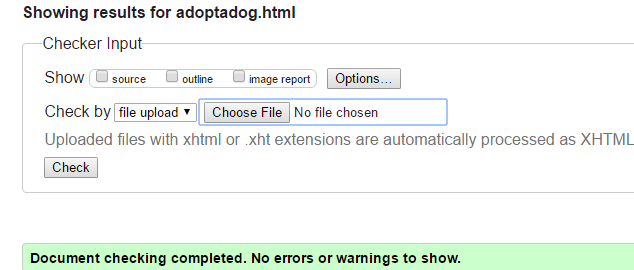 Showing results for adoptadog.html
Checker Input
Show source outline image report Options...
Check by file upload Choose File No file chosen
Uploaded files with xhtml or .xht extensions are automatically processed as XHTML
Check
Document checking completed. No errors or warnings to show.